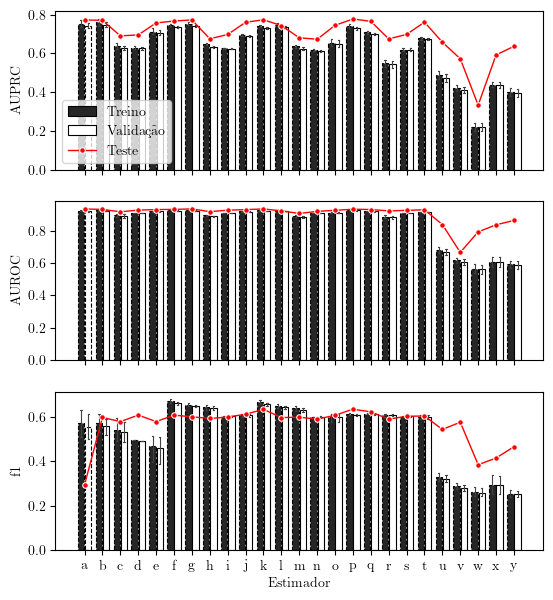 0.8
0.6
0.4
0.2
0.0
AUPRC
Treino
Validação
Teste
0.8
0.6
0.4
0.2
0.0
AUROC
0.6
0.4
0.2
0.0
f1
a b c d e f g h i j k l m n o p q r s t u v w x y
Estimador